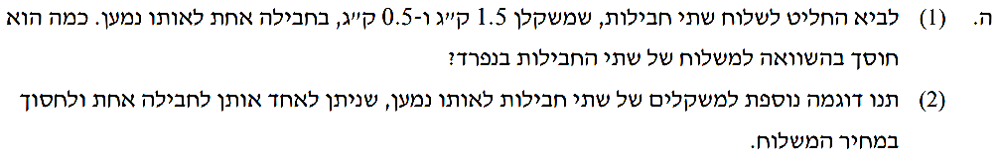 ה. (1) לביא החליט לשלוח שתי חבילות, שמשקלן 1.5 ק״ג ו-0.5 ק״ג, בחבילה אחת לאותו נמען. כמה הוא
חוסך בהשוואה למשלוח של שתי החבילות בנפרד?
(2) תנו דוגמה נוספת למשקלים של שתי חבילות לאותו נמען, שניתן לאחד אותן לחבילה אחת ולחסוך
במחיר המשלוח.